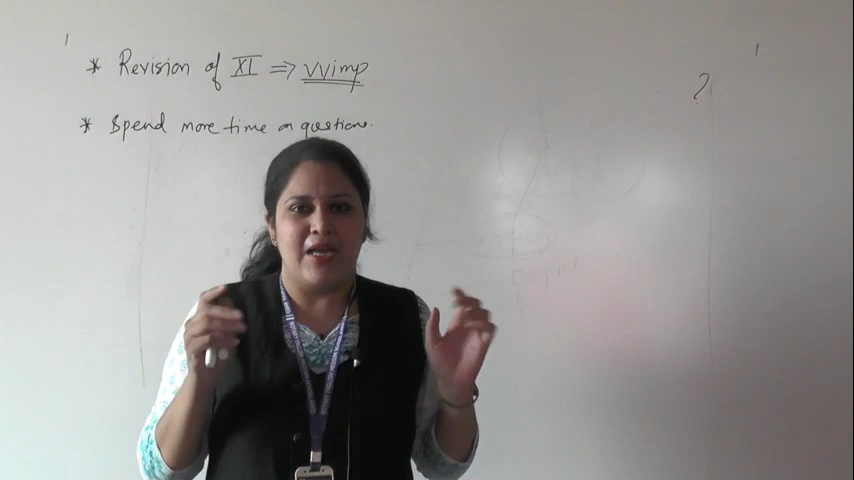 * Revision of XI ⇒ vvimp
* Spend more time on questions.
?